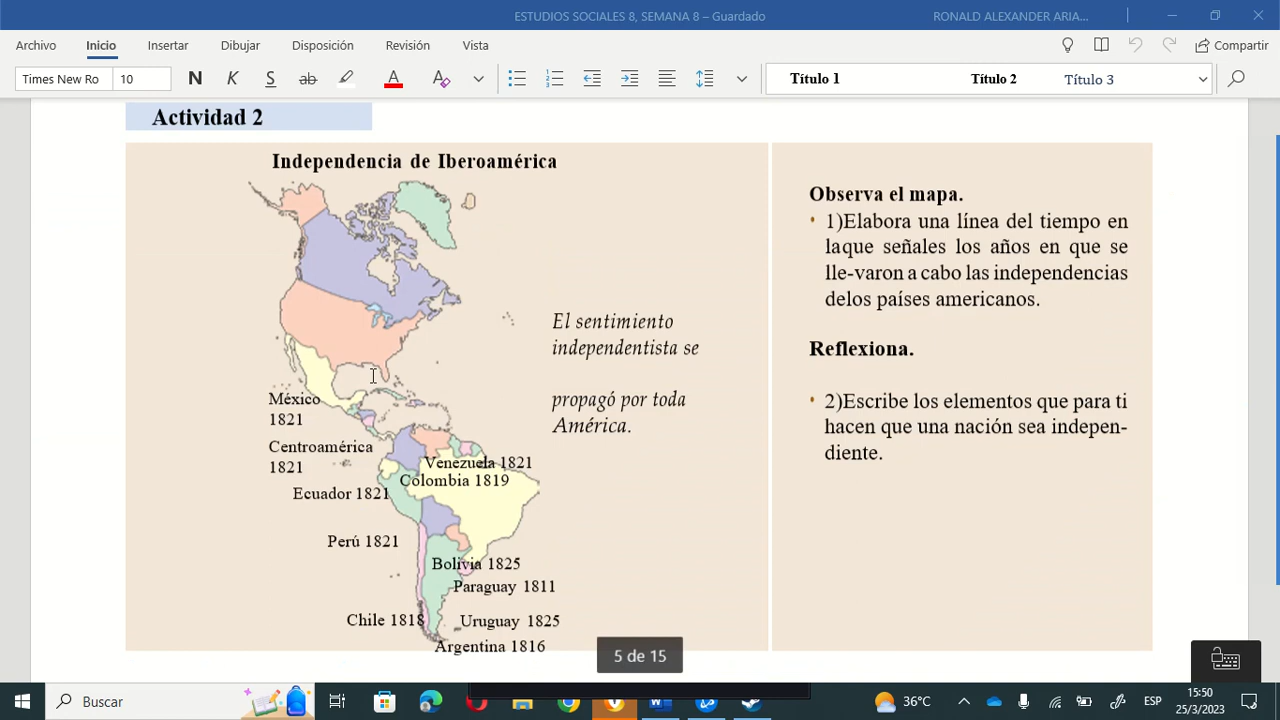 ESTUDIOS SOCIALES 8, SEMANA 8 – Guardado
RONALD ALEXANDER ARIA...
Archivo
Inicio
Insertar
Dibujar
Disposición
Revisión
Vista
Compartir
Times New Ro
10
N
K
S
ab
A
A
Título 1
Título 2
Título 3
Actividad 2
Independencia de Iberoamérica
El sentimiento
independentista se
propagó por toda
América.
México
1821
Centroamérica
1821
Venezuela 1821
Colombia 1819
Ecuador 1821
Perú 1821
Bolivia 1825
Paraguay 1811
Chile 1818
Uruguay 1825
Argentina 1816
Observa el mapa.
• 1)Elabora una línea del tiempo en
laque señales los años en que se
lle-varon a cabo las independencias
delos países americanos.
Reflexiona.
• 2)Escribe los elementos que para ti
hacen que una nación sea indepen-
diente.
5 de 15
Buscar
36°C
ESP
15:50
25/3/2023